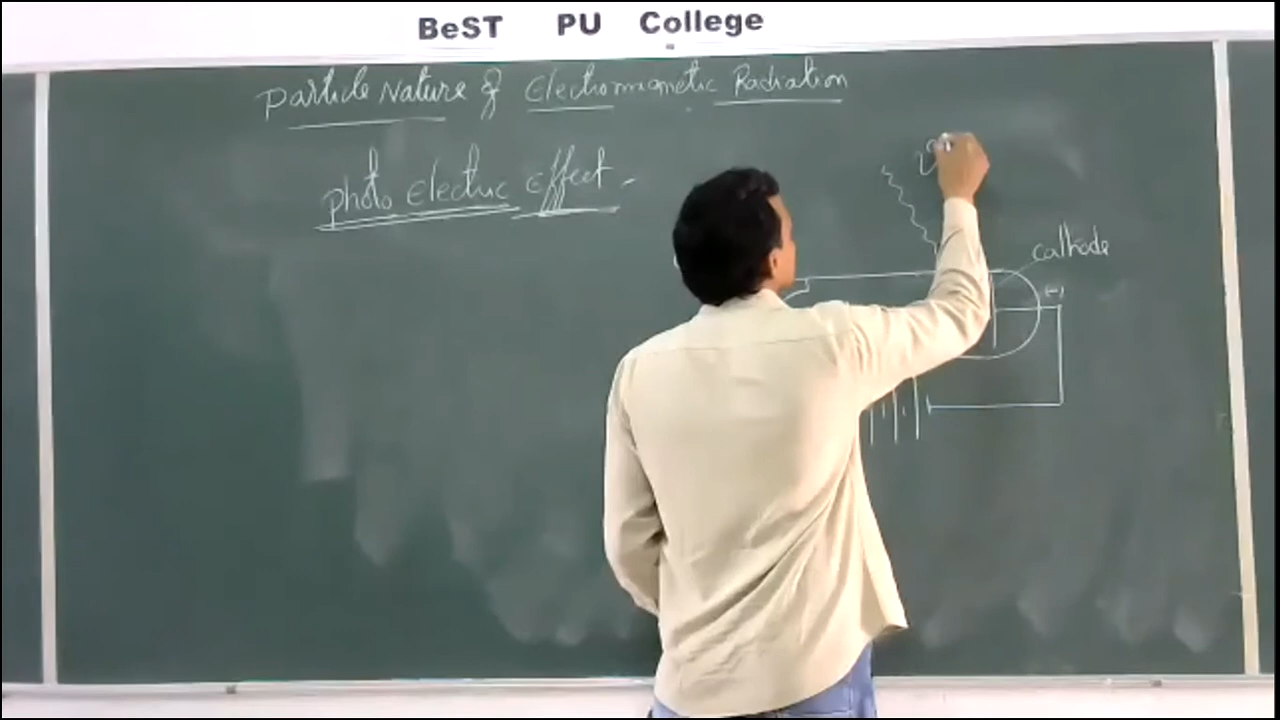 BeST PU College
Particle Nature of Electromagnetic Radiation
Photo Electric Effect -
cathode
(-)